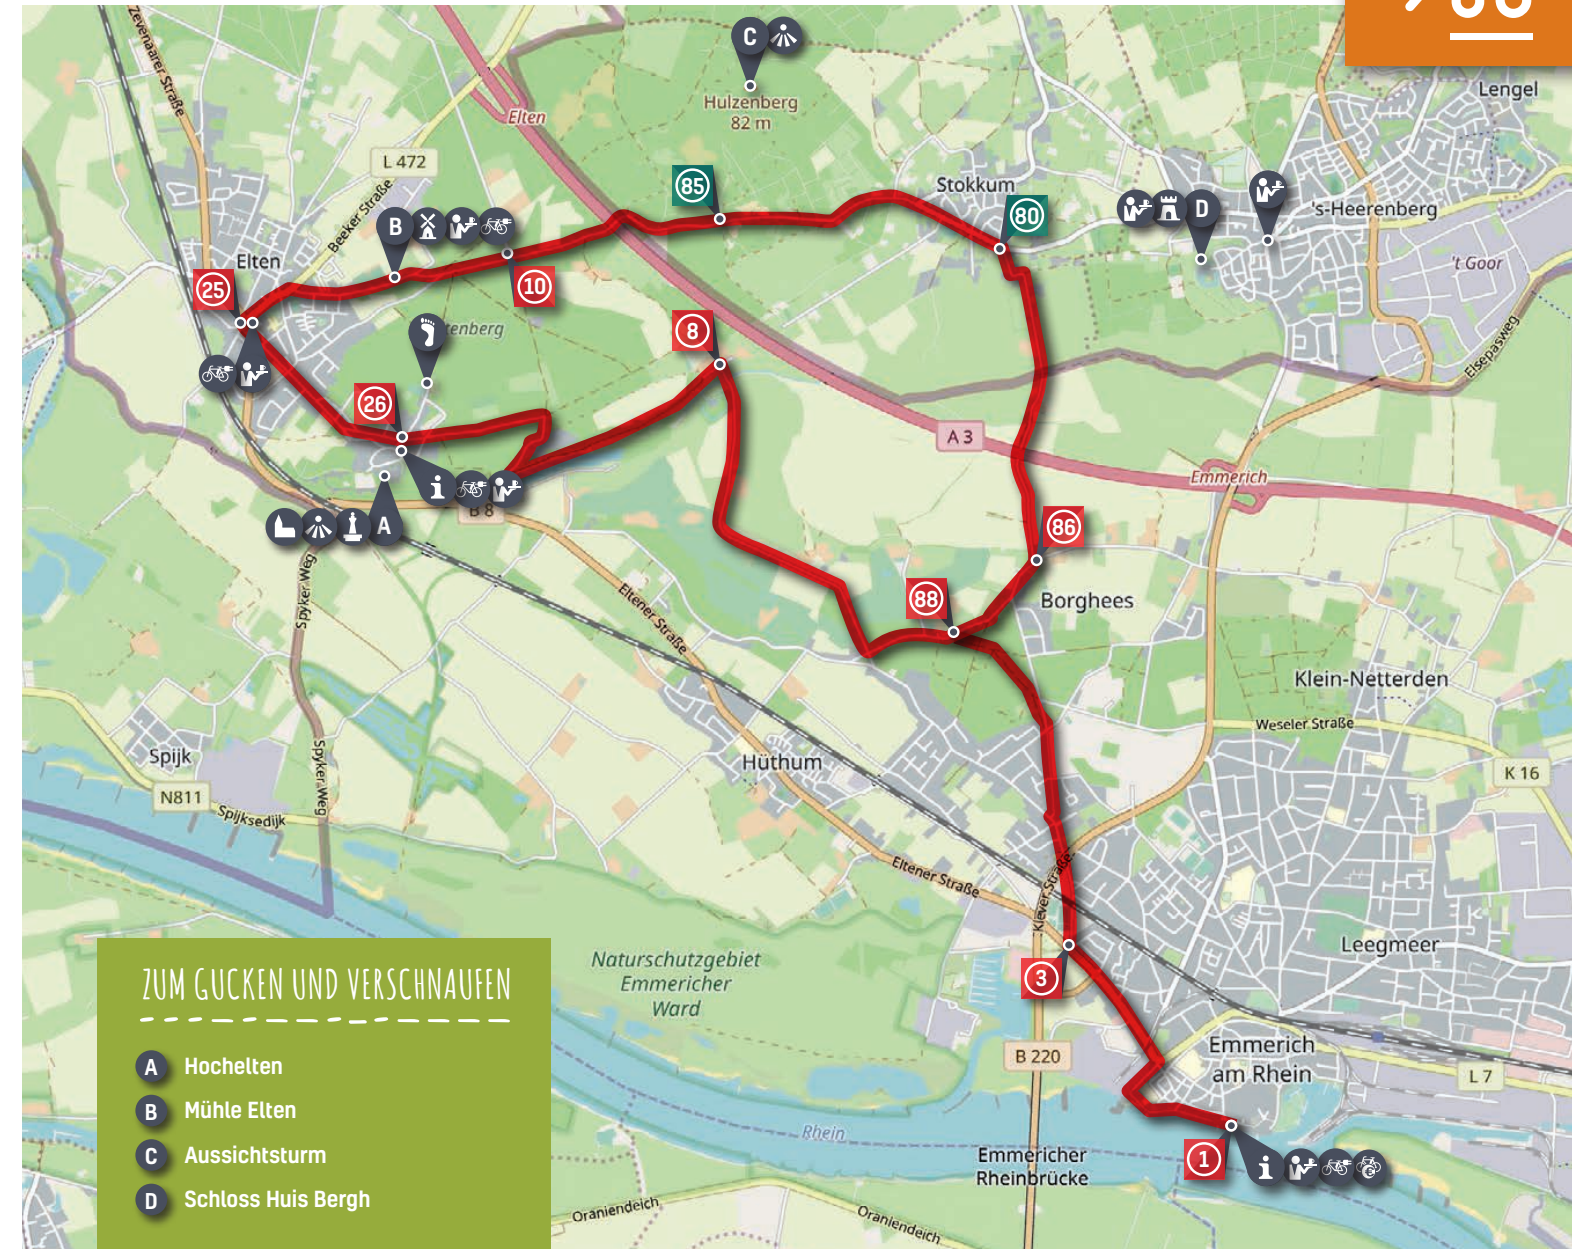 Zevenaarer Straße
C
Hulzenberg
82 m
Lengel
Elten
L 472
Beeker Straße
85
Stokkum
80
D
's-Heerenberg
't Goor
Elsepasweg
B
Elten
25
10
8
26
A 3
Emmerich
i
B 8
A
86
Spyker Weg
Eltener Straße
88
Borghees
Klein-Netterden
Weseler Straße
K 16
Spijk
N811
Spijksedijk
Spyker Weg
Hüthum
Eltener Straße
Klever Straße
Leegmeer
3
Naturschutzgebiet
Emmericher
Ward
B 220
Emmerich
am Rhein
L 7
Rhein
Emmericher
Rheinbrücke
1
i
Oraniendeich
Oraniendeich
ZUM GUCKEN UND VERSCHNAUFEN
A Hochelten
B Mühle Elten
C Aussichtsturm
D Schloss Huis Bergh